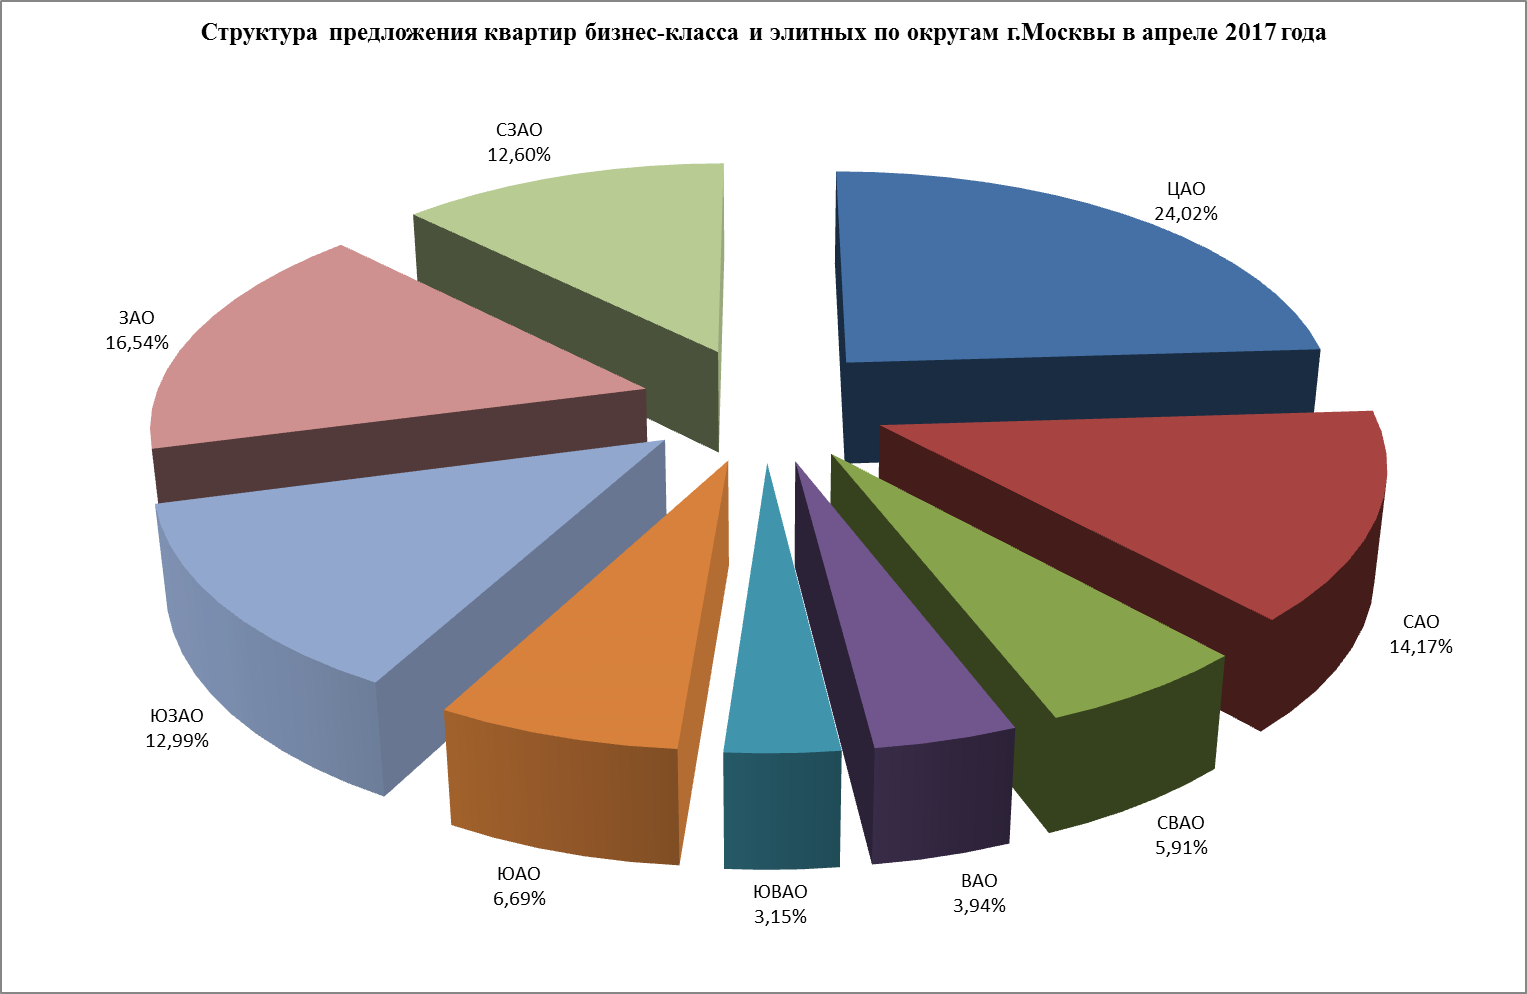 Структура предложения квартир бизнес-класса и элитных по округам г.Москвы в апреле 2017 года
СЗАО
12,60%
ЦАО
24,02%
ЗАО
16,54%
САО
14,17%
ЮЗАО
12,99%
СВАО
5,91%
ЮАО
6,69%
ВАО
3,94%
ЮВАО
3,15%